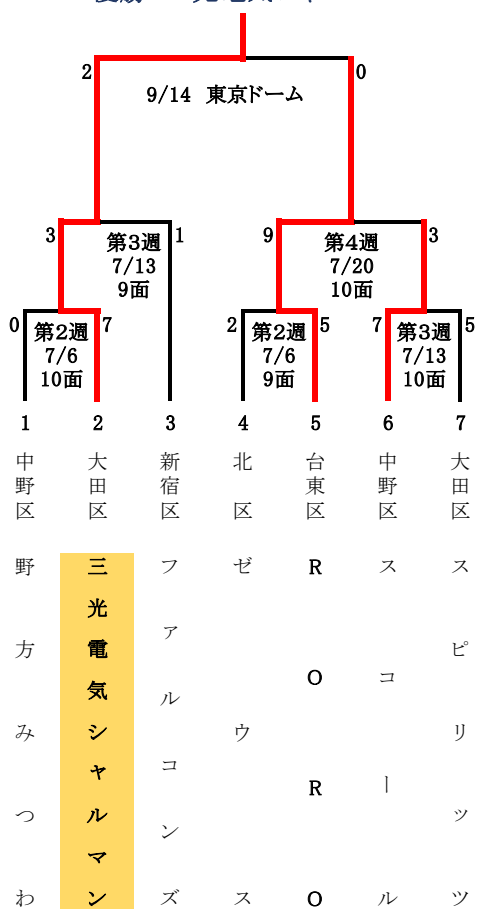 2
0
9/14 東京ドーム
3
第3週
7/13
9面
1
9
第4週
7/20
10面
3
0
第2週
7/6
10面
7
2
第2週
7/6
9面
5
7
第3週
7/13
10面
5
1 2 3 4 5 6 7
中野区
大田区
新宿区
北区
台東区
中野区
大田区
野方みつわ
三光電気シャルマン
ファルコンズ
ゼウス
RORO
スコール
スピリッツ